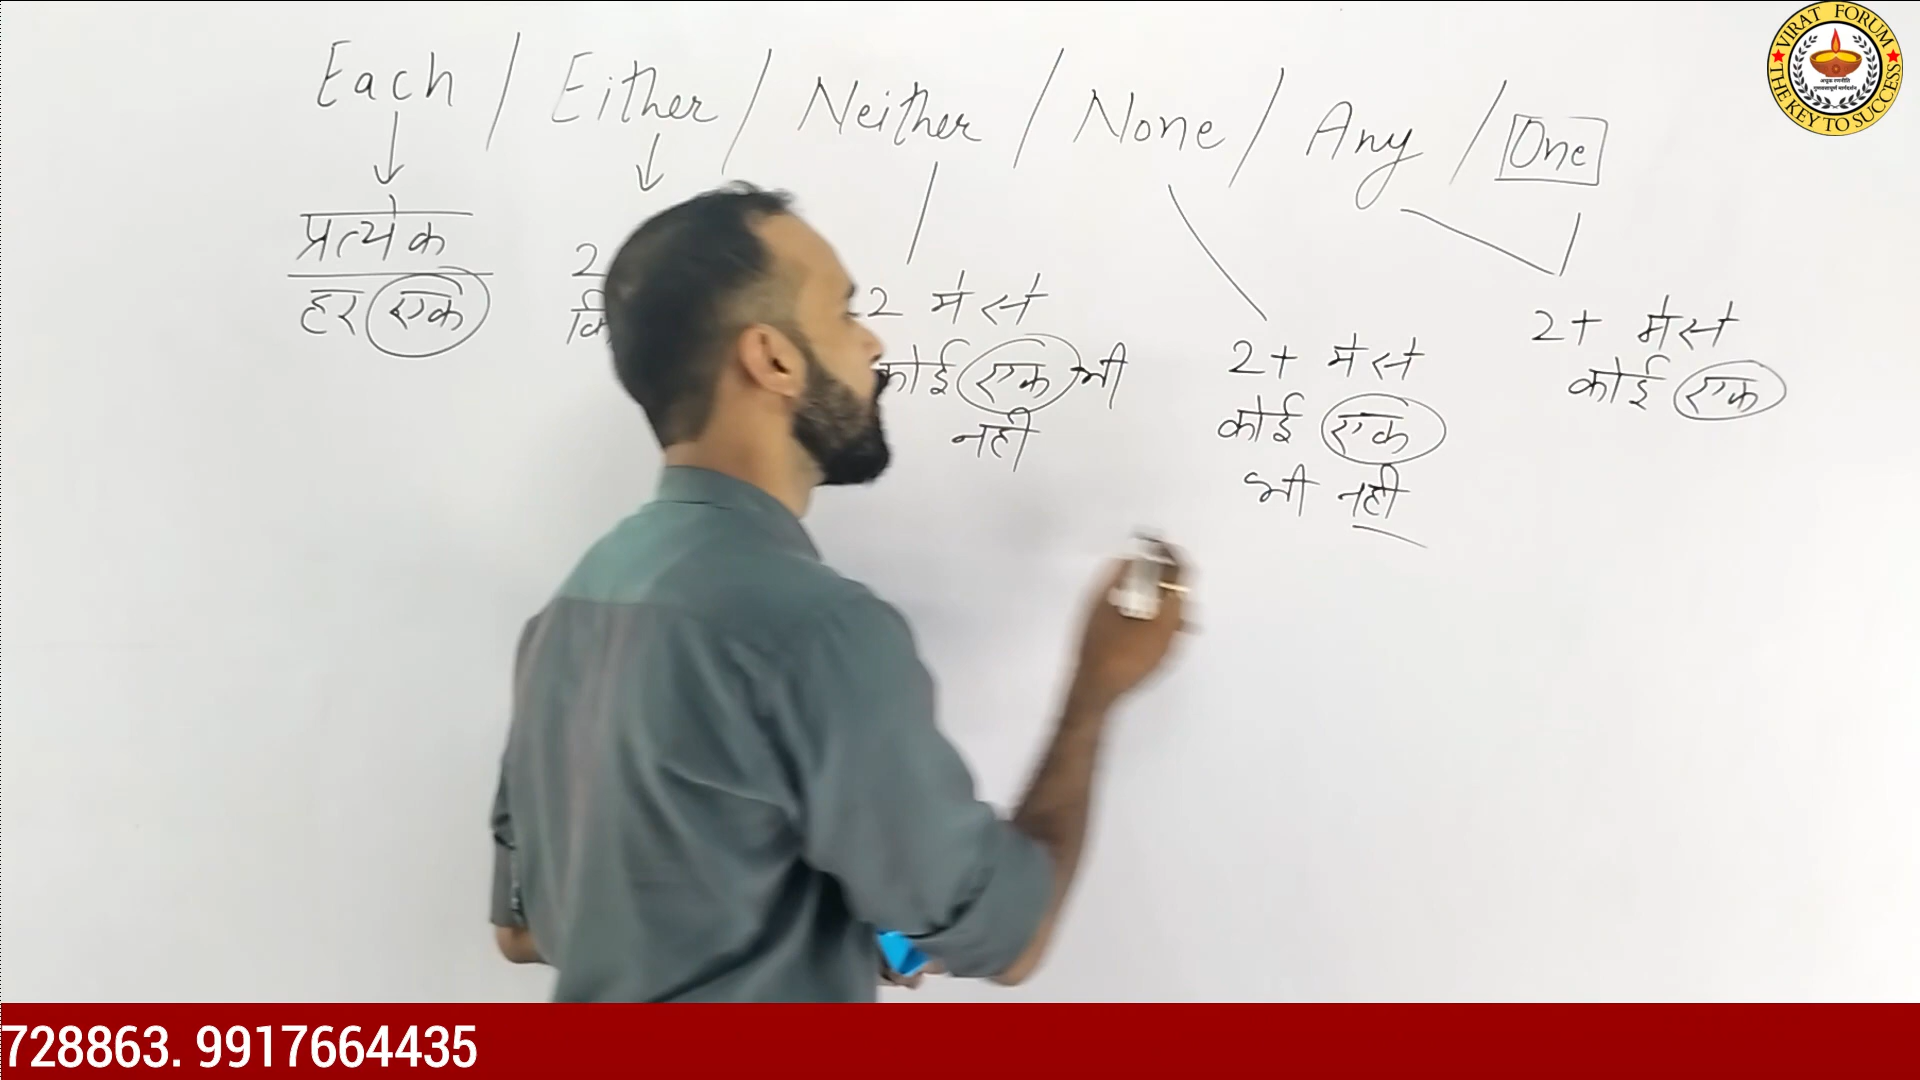 Each / Either / Neither / None / Any / One
प्रत्येक
हर एक
2
2 में से
कोई एक भी
नही
2+ में से
कोई एक
भी नही
2+ में से
कोई एक
VIRAT FORUM
THE KEY TO SUCCESS
728863. 9917664435